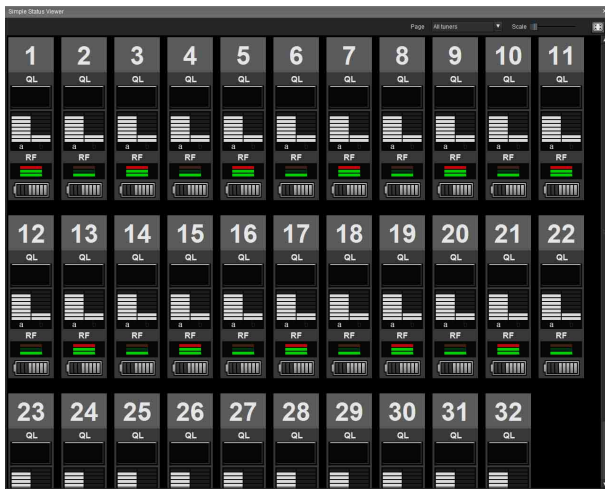 Simple Status Viewer
Page All tuners Scale
1 2 3 4 5 6 7 8 9 10 11
QL QL QL QL QL QL QL QL QL QL QL
a a a a a a a a a a a
RF RF RF RF RF RF RF RF RF RF RF
12 13 14 15 16 17 18 19 20 21 22
QL QL QL QL QL QL QL QL QL QL QL
a a a a a a a a a a a
RF RF RF RF RF RF RF RF RF RF RF
23 24 25 26 27 28 29 30 31 32
QL QL QL QL QL QL QL QL QL QL